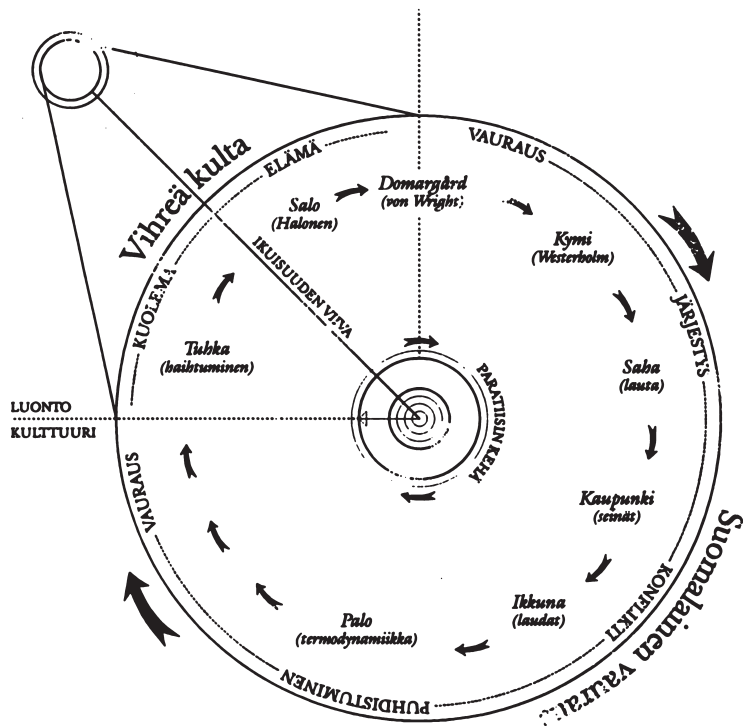 Vihreä kulta
ELÄMÄ
VAURAUS
Domargård
(von Wright)
Salo
(Halonen)
Kymi
(Westerholm)
IKUISUUDEN VIIVA
KUOLEMA
JÄRJESTYS
Tuhka
(haihtuminen)
Saha
(lauta)
PARATIISIN KEHÄ
LUONTO
KULTTUURI
VAURAUS
Kaupunki
(seinät)
Suomalainen
KONFLIKTI
Ikkuna
(laudat)
Palo
(termodynamiikka)
PUHDISTUMINEN